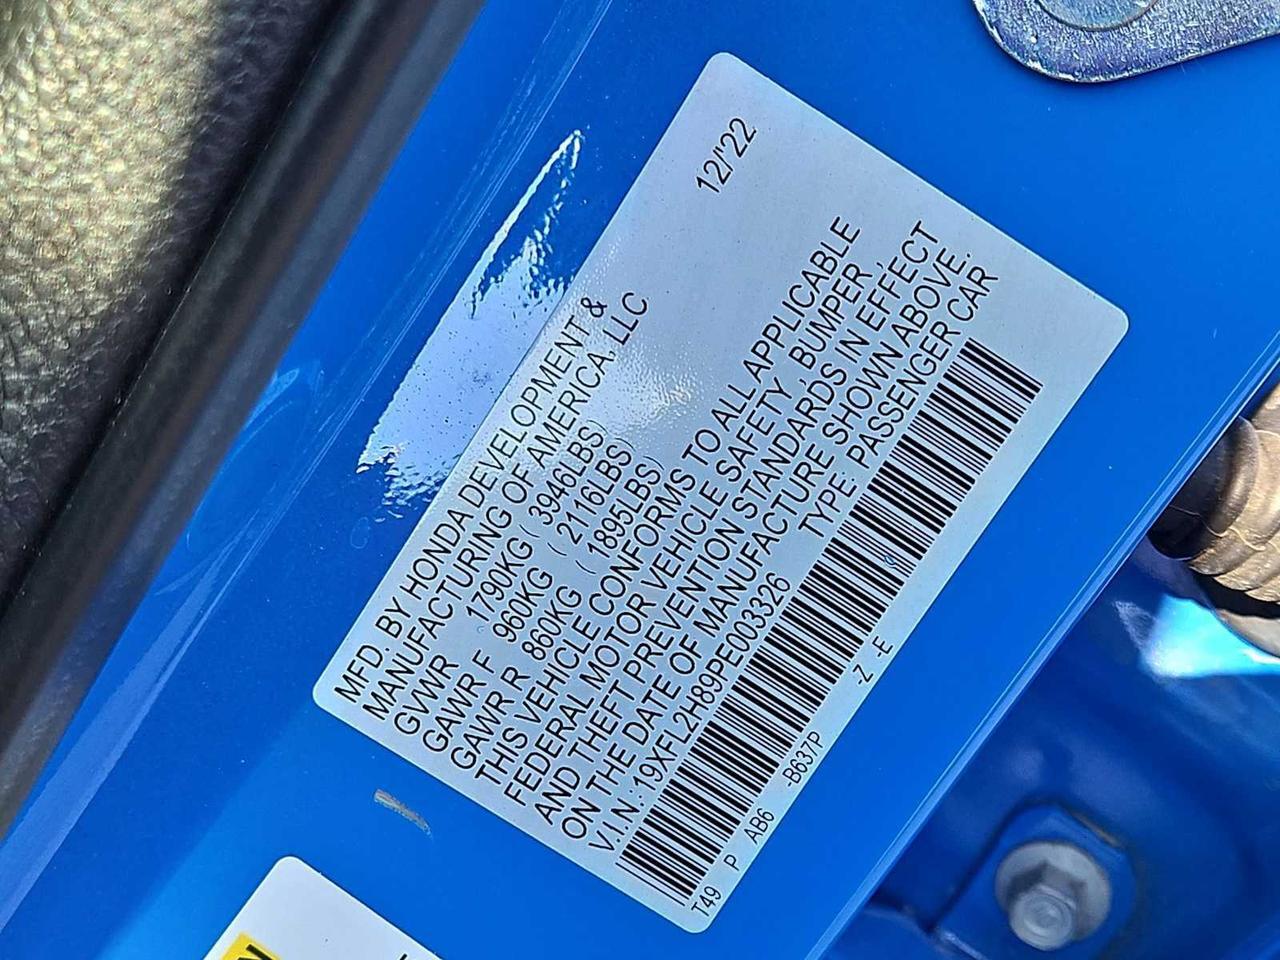 12/'22
MFD. BY HONDA DEVELOPMENT &
MANUFACTURING OF AMERICA, LLC
GVWR 1790KG ( 3946LBS)
GAWR F 960KG ( 2116LBS)
GAWR R 860KG ( 1895LBS)
THIS VEHICLE CONFORMS TO ALL APPLICABLE
FEDERAL MOTOR VEHICLE SAFETY, BUMPER,
AND THEFT PREVENTION STANDARDS IN EFFECT
ON THE DATE OF MANUFACTURE SHOWN ABOVE.
V.I.N.:19XFL2H89PE003326 TYPE: PASSENGER CAR
T49 P AB6 -B637P -Z -E